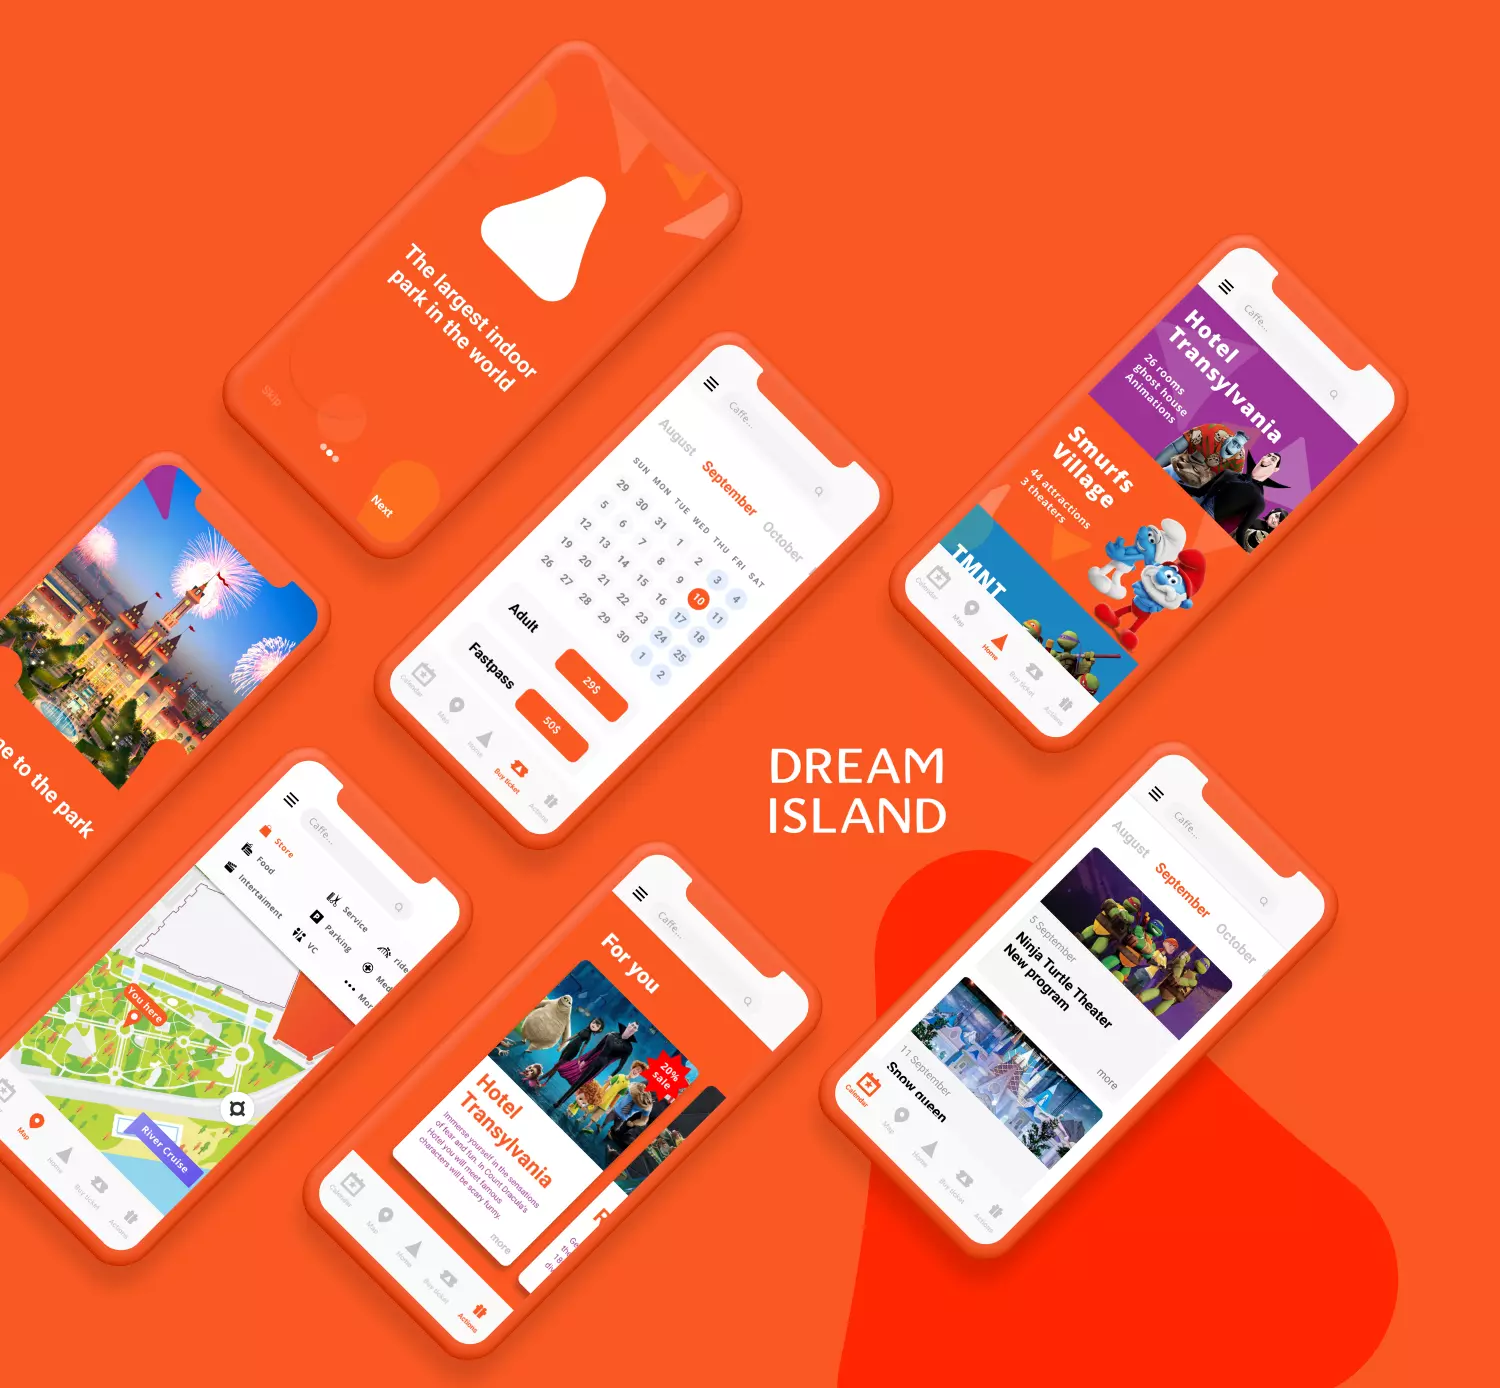 The largest indoor
park in the world
Skip
Next
Caffe...
August
September
October
SUN MON TUE WED THU FRI SAT
29 30 31 1 2 3 4
5 6 7 8 9 10 11
12 13 14 15 16 17 18
19 20 21 22 23 24 25
26 27 28 29 30 1 2
Adult
29$
Fastpass
50$
Calendar
Map
Home
Buy ticket
Actions
Caffe...
Hotel
Transylvania
26 rooms
ghost house
Animations
Smurfs
Village
44 attractions
3 theaters
TMNT
Calendar
Map
Home
Buy ticket
Actions
to the park
DREAM
ISLAND
Caffe...
Store
Food
Intertaiment
Service
Parking
VC
ride
Med
Mor
You here
River Cruise
Map
Home
Buy ticket
Actions
Caffe...
For you
20%
sale
Hotel
Transylvania
Immerse yourself in the sensations
of fear and fun. In Count Dracula's
Hotel you will meet famous
characters will be scary funny.
more
R
Ge
the
18
div
Calendar
Map
Home
Buy ticket
Actions
Caffe...
August
September
October
5 September
Ninja Turtle Theater
New program
more
11 September
Snow queen
Calendar
Map
Home
Buy ticket
Actions